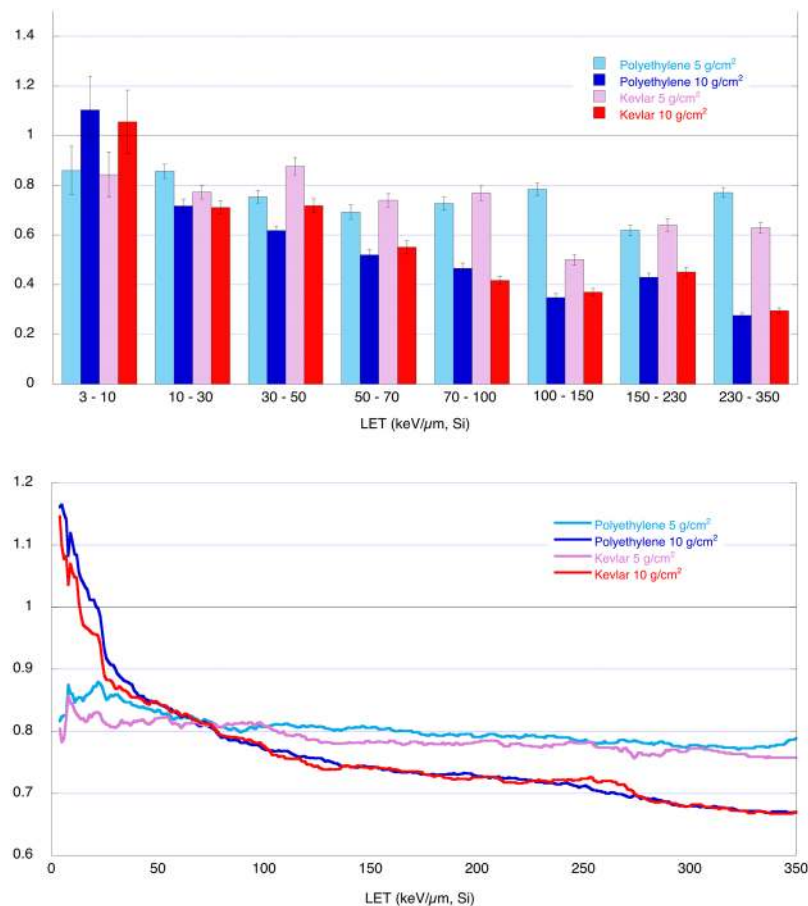 1.4
1.2
1
0.8
0.6
0.4
0.2
0
Polyethylene 5 g/cm²
Polyethylene 10 g/cm²
Kevlar 5 g/cm²
Kevlar 10 g/cm²
3 - 10 10 - 30 30 - 50 50 - 70 70 - 100 100 - 150 150 - 230 230 - 350
LET (keV/µm, Si)
1.2
1.1
1
0.9
0.8
0.7
0.6
Polyethylene 5 g/cm²
Polyethylene 10 g/cm²
Kevlar 5 g/cm²
Kevlar 10 g/cm²
0 50 100 150 200 250 300 350
LET (keV/µm, Si)